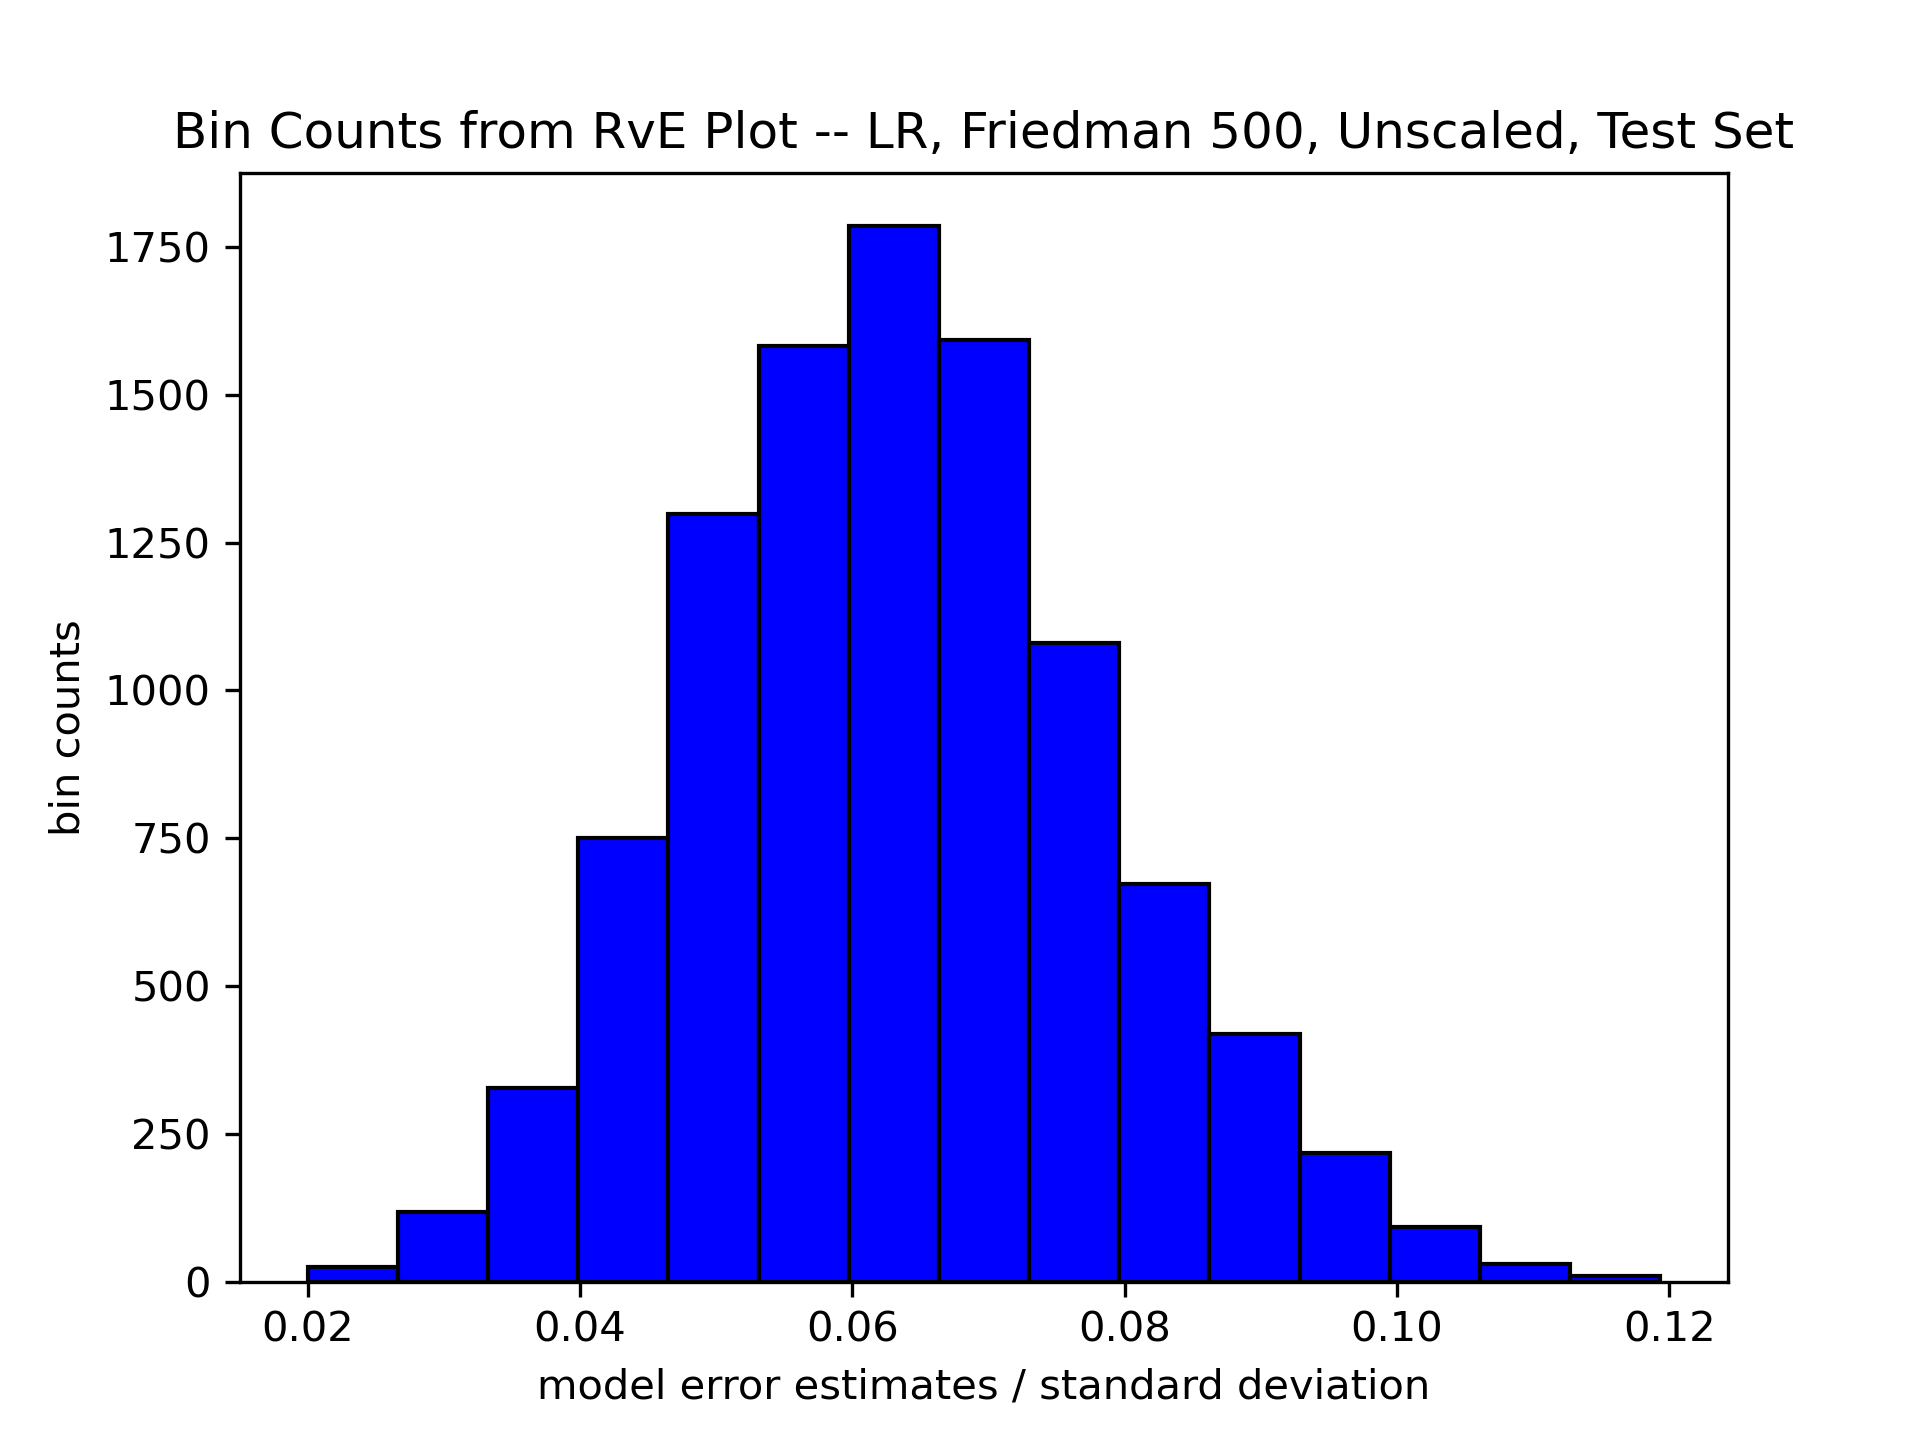 Bin Counts from RvE Plot -- LR, Friedman 500, Unscaled, Test Set
1750
1500
1250
1000
750
500
250
0
bin counts
0.02 0.04 0.06 0.08 0.10 0.12
model error estimates / standard deviation